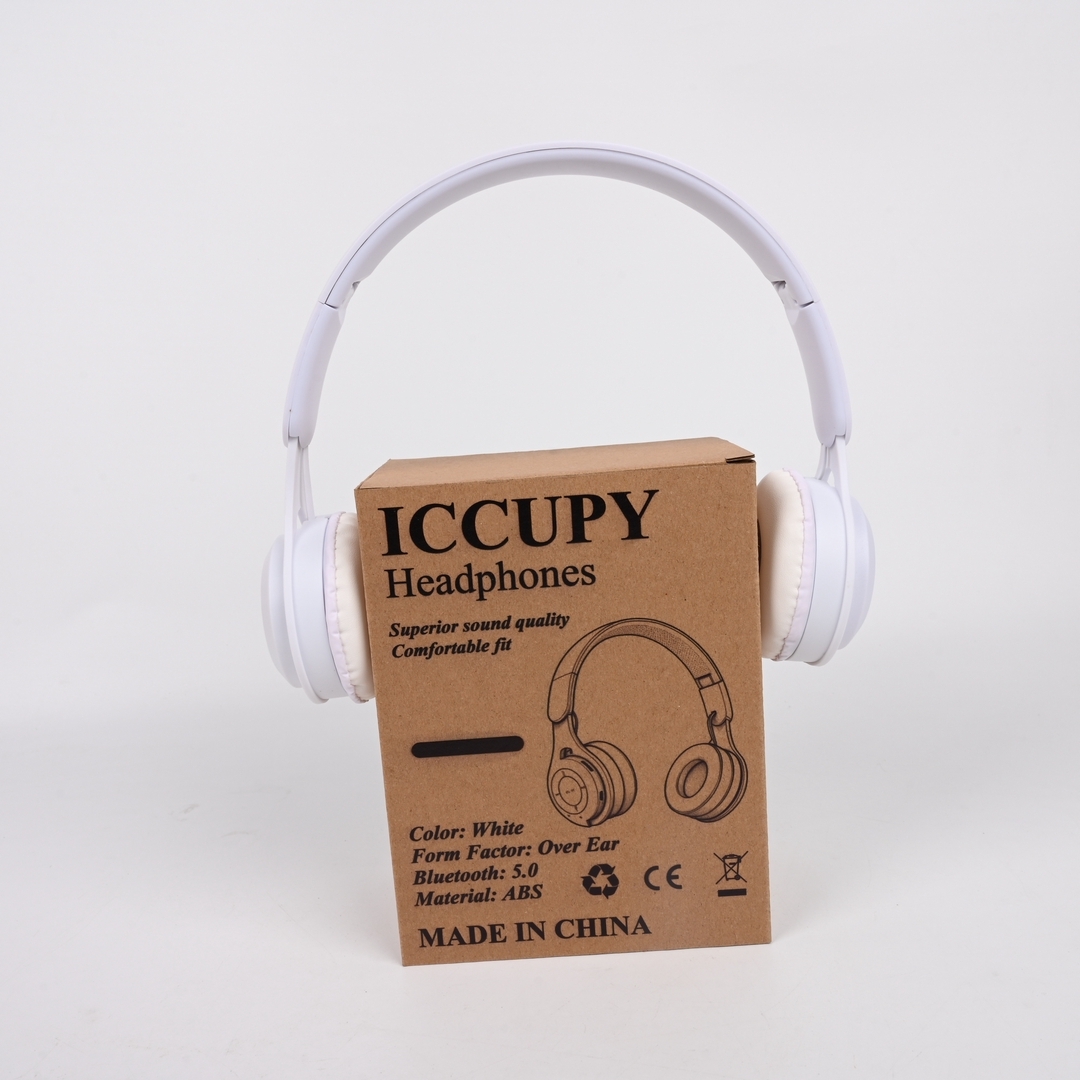 ICCUPY
Headphones
Superior sound quality
Comfortable fit
Color: White
Form Factor: Over Ear
Bluetooth: 5.0
Material: ABS
CE
MADE IN CHINA